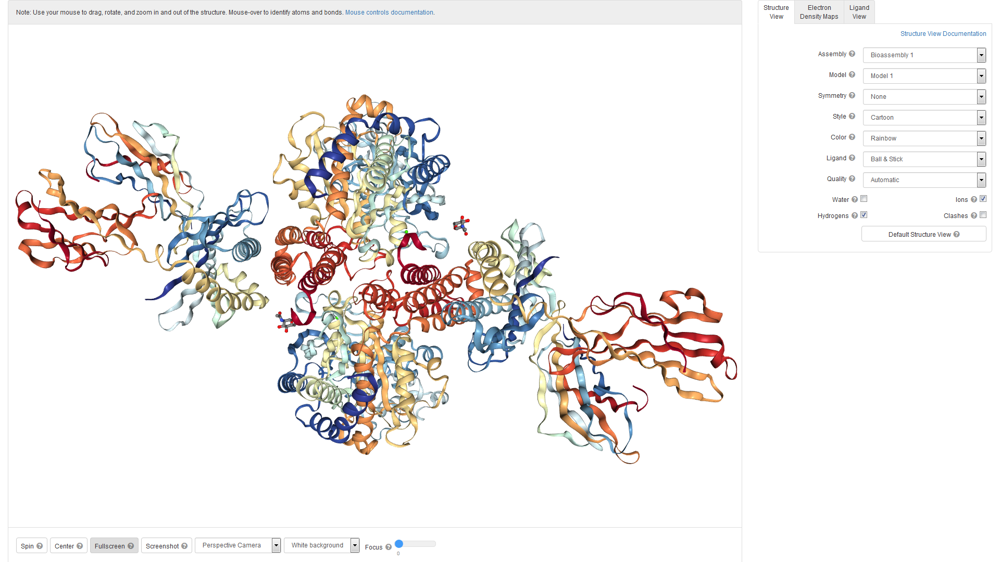 Note: Use your mouse to drag, rotate, and zoom in and out of the structure. Mouse-over to identify atoms and bonds. Mouse controls documentation.
Structure View
Electron Density Maps
Ligand View
Structure View Documentation
Assembly ? Bioassembly 1
Model ? Model 1
Symmetry ? None
Style ? Cartoon
Color ? Rainbow
Ligand ? Ball & Stick
Quality ? Automatic
Water ? Ions ?
Hydrogens ? Clashes ?
Default Structure View ?
Spin ? Center ? Fullscreen ? Screenshot ? Perspective Camera White background Focus ?
0